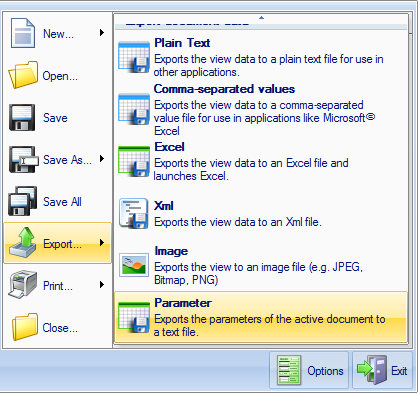 New...
Open...
Save
Save As...
Save All
Export...
Print...
Close...
Export document data
Plain Text
Exports the view data to a plain text file for use in
other applications.
Comma-separated values
Exports the view data to a comma-separated
value file for use in applications like Microsoft®
Excel
Excel
Exports the view data to an Excel file and
launches Excel.
Xml
Exports the view data to an Xml file.
Image
Exports the view to an image file (e.g. JPEG,
Bitmap, PNG)
Parameter
Exports the parameters of the active document to
a text file.
Options
Exit